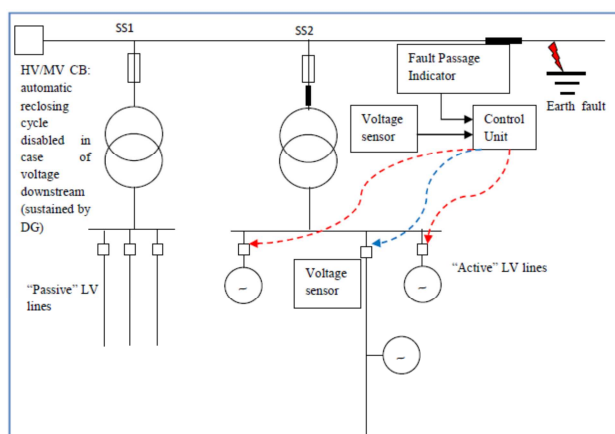 SS1
SS2
HV/MV CB:
automatic
reclosing
cycle
disabled in
case of
voltage
downstream
(sustained by
DG)
Fault Passage
Indicator
Earth fault
Voltage
sensor
Control
Unit
"Passive" LV
lines
~
Voltage
sensor
~
"Active" LV lines
~